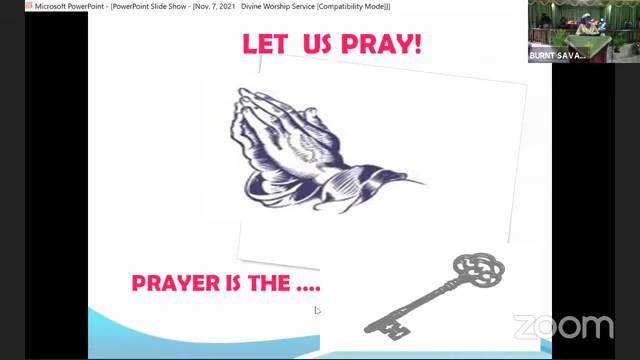 Microsoft PowerPoint - [PowerPoint Slide Show - [Nov. 7, 2021 Divine Worship Service [Compatibility Mode]]]
LET US PRAY!
BURNT SAVA...
PRAYER IS THE ....
zoom